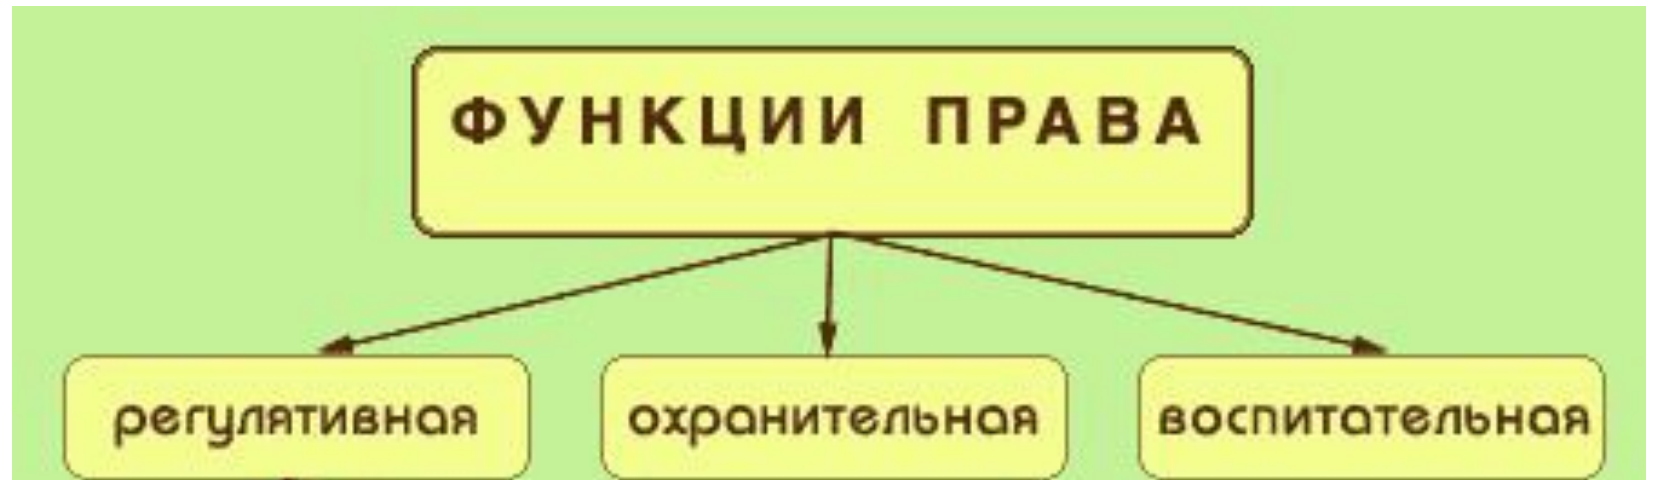 ФУНКЦИИ ПРАВА
регулятивная
охранительная
воспитательная